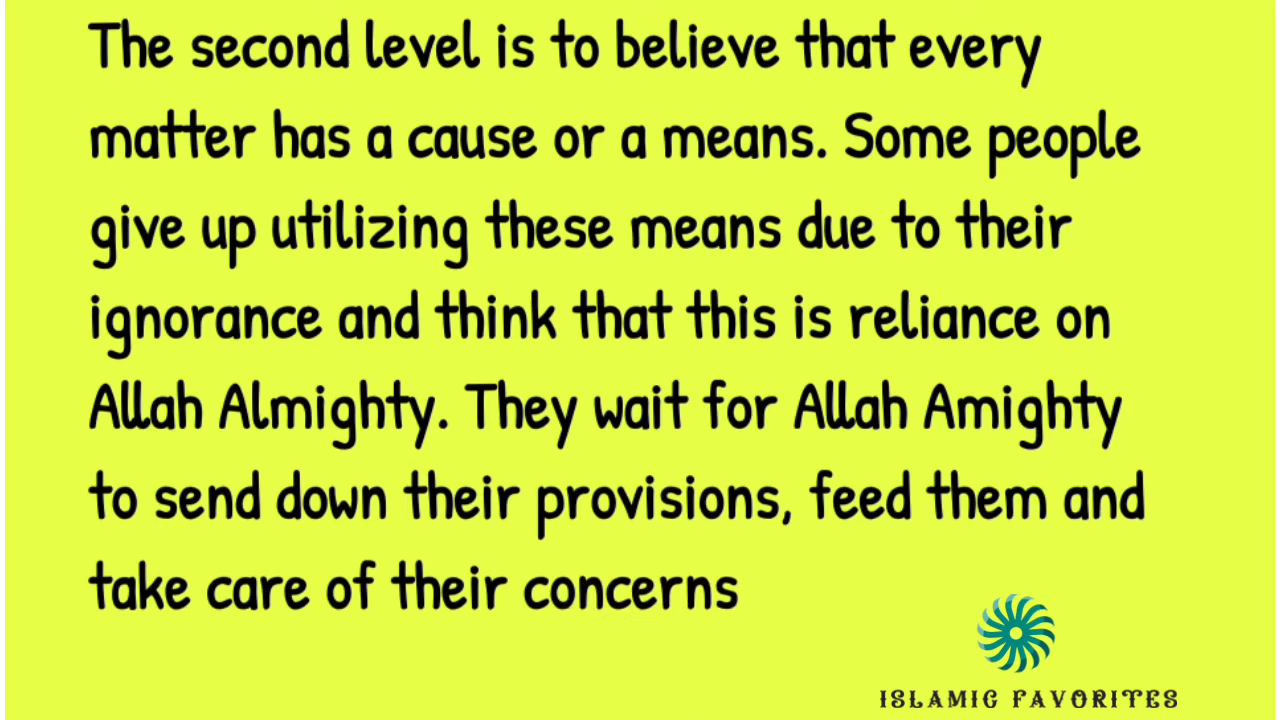 The second level is to believe that every
matter has a cause or a means. Some people
give up utilizing these means due to their
ignorance and think that this is reliance on
Allah Almighty. They wait for Allah Amighty
to send down their provisions, feed them and
take care of their concerns
ISLAMIC FAVORITES